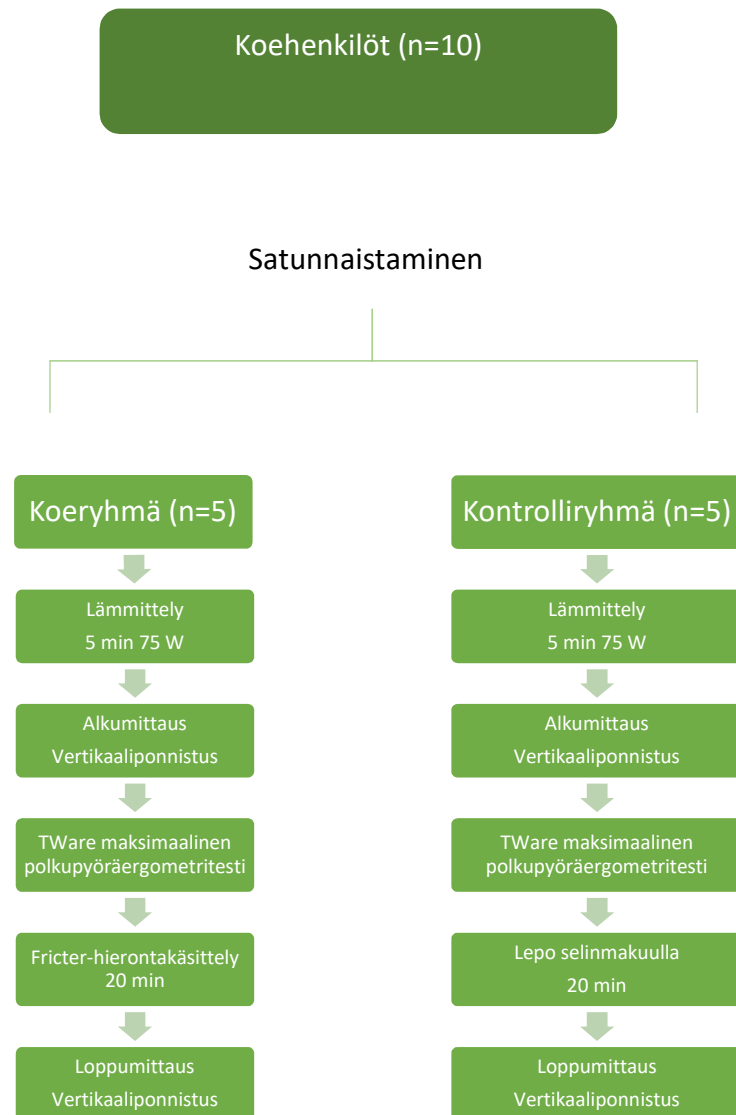 Koehenkilöt (n=10)
Satunnaistaminen
Koeryhmä (n=5)
Lämmittely
5 min 75 W
Alkumittaus
Vertikaaliponnistus
TWare maksimaalinen
polkupyöräergometritesti
Fricter-hierontakäsittely
20 min
Loppumittaus
Vertikaaliponnistus
Kontrolliryhmä (n=5)
Lämmittely
5 min 75 W
Alkumittaus
Vertikaaliponnistus
TWare maksimaalinen
polkupyöräergometritesti
Lepo selinmakuulla
20 min
Loppumittaus
Vertikaaliponnistus